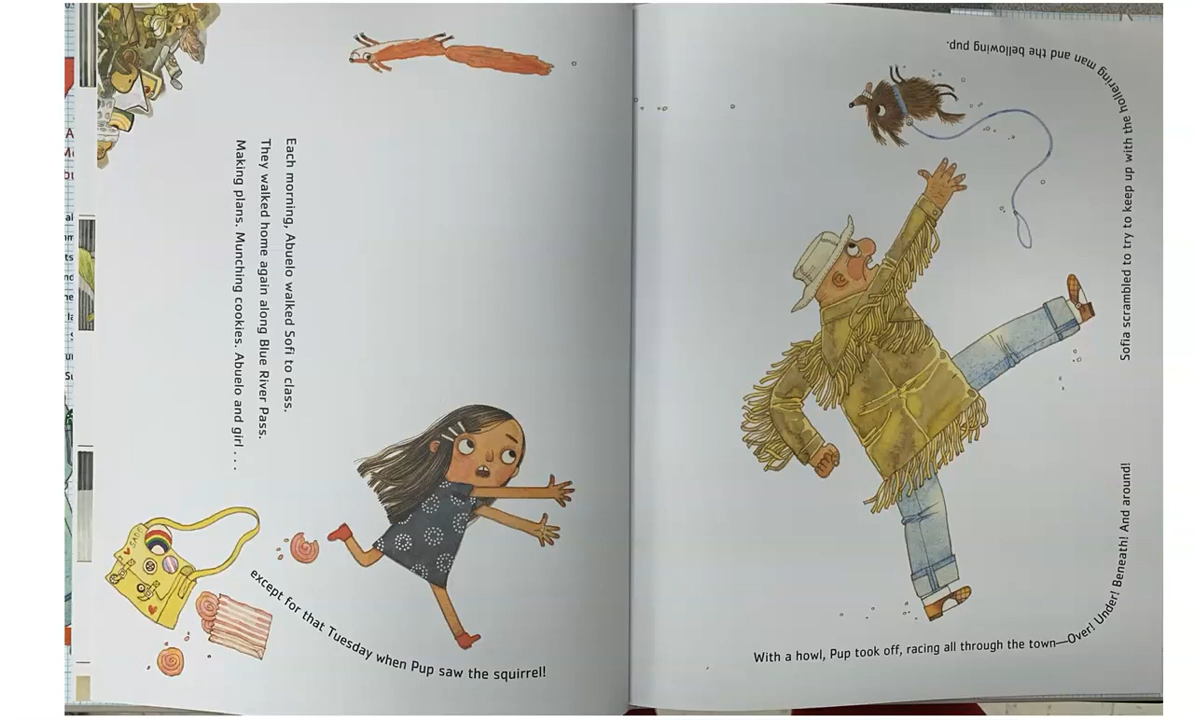 Each morning, Abuelo walked Sofi to class.
They walked home again along Blue River Pass.
Making plans. Munching cookies. Abuelo and girl . . .
except for that Tuesday when Pup saw the squirrel!
With a howl, Pup took off, racing all through the town—Over! Under! Beneath! And around!
Sofia scrambled to try to keep up with the hollering man and the bellowing pup.